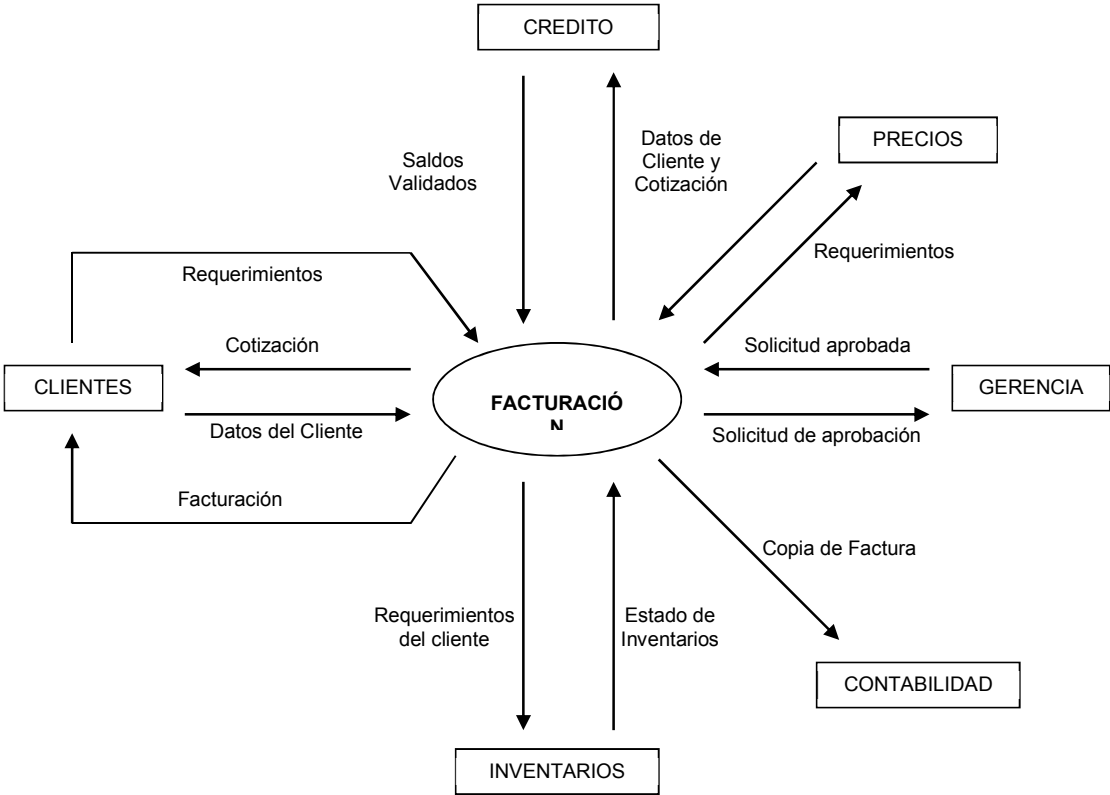 CREDITO
Datos de
Cliente y
Cotización
PRECIOS
Saldos
Validados
Requerimientos
Requerimientos
Cotización
Solicitud aprobada
CLIENTES
FACTURACIÓ
N
GERENCIA
Datos del Cliente
Solicitud de aprobación
Facturación
Copia de Factura
Requerimientos
del cliente
Estado de
Inventarios
CONTABILIDAD
INVENTARIOS